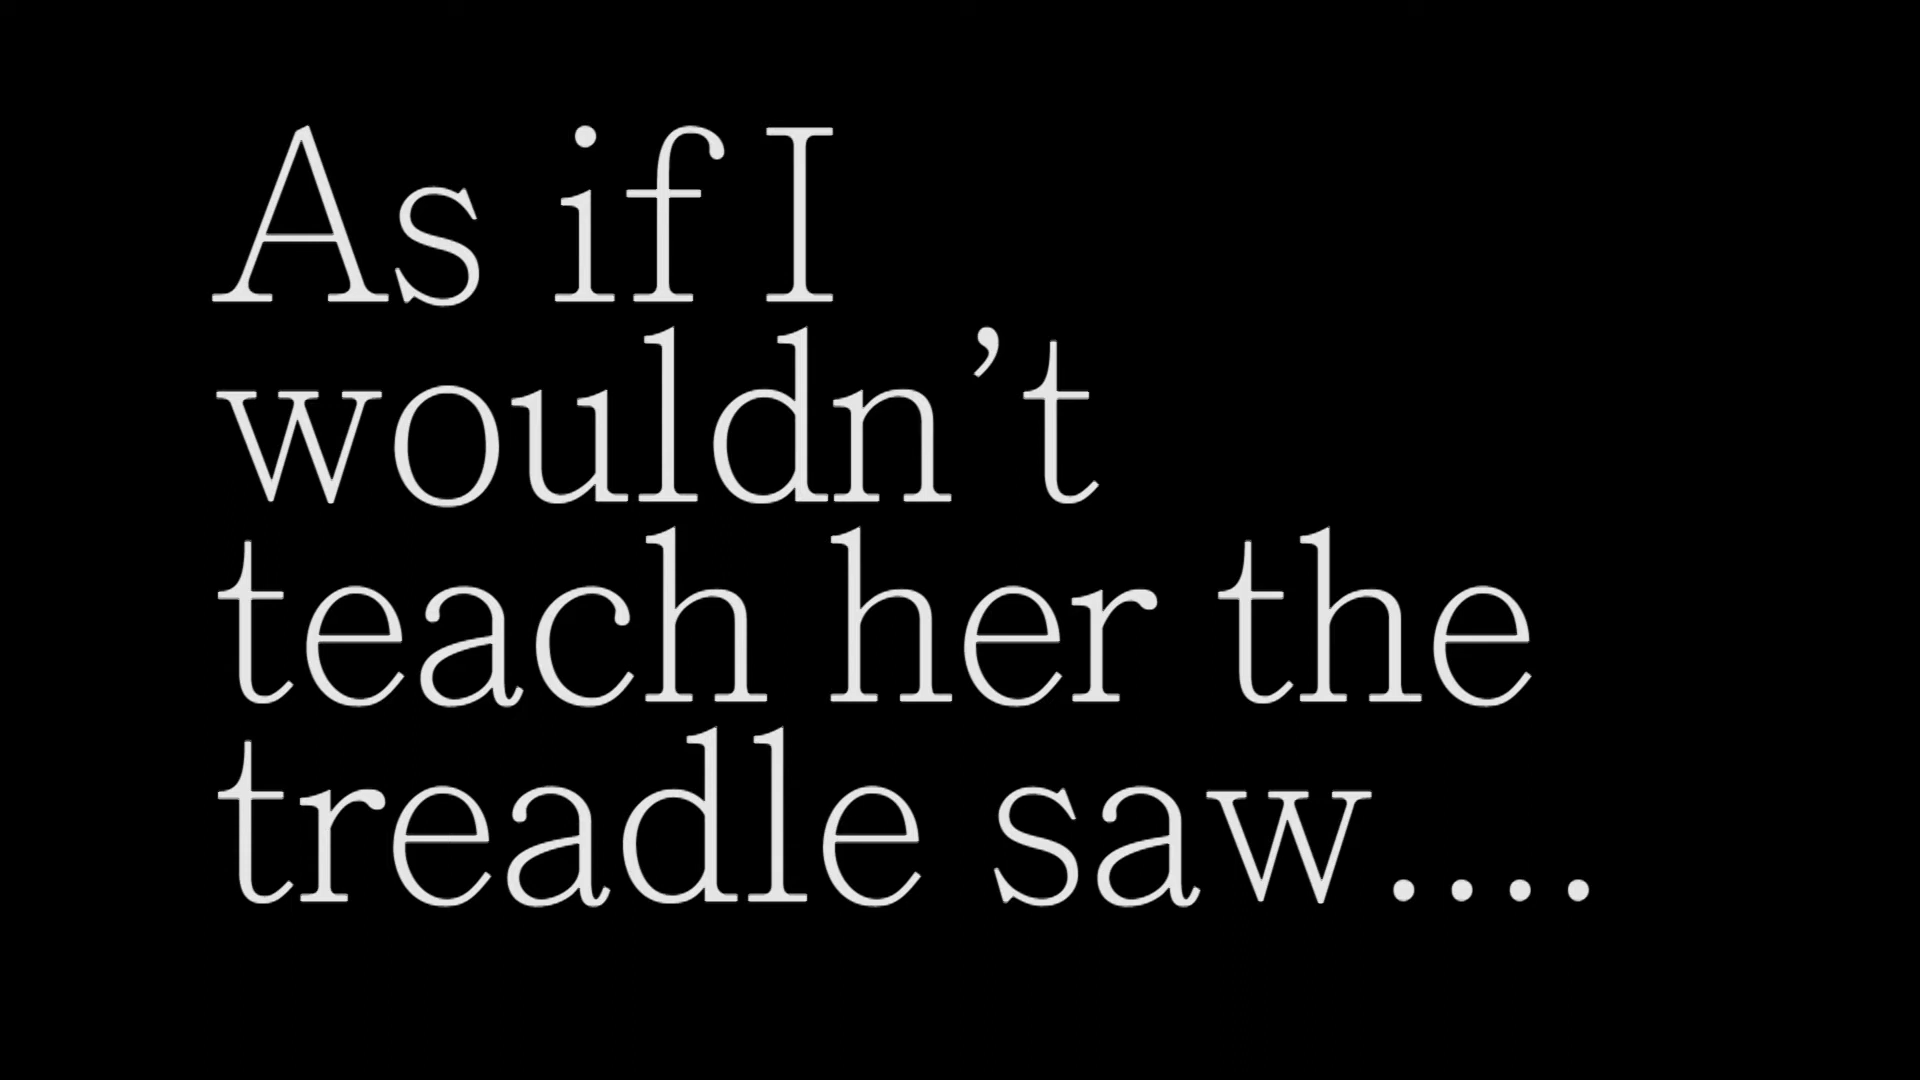 As if I
wouldn’t
teach her the
treadle saw....